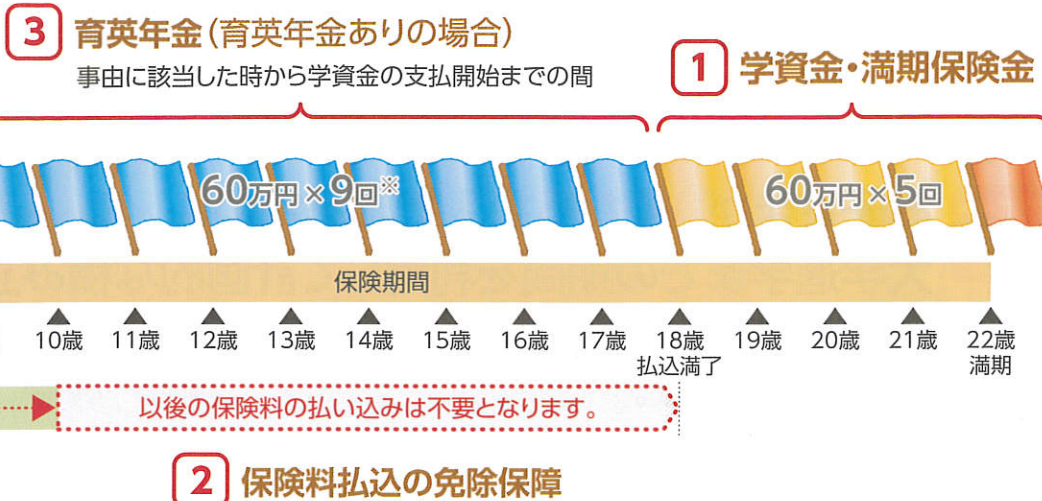 3 育英年金(育英年金ありの場合)
事由に該当した時から学資金の支払開始までの間
1 学資金・満期保険金
60万円×9回※
60万円×5回
保険期間
10歳 11歳 12歳 13歳 14歳 15歳 16歳 17歳 18歳 19歳 20歳 21歳 22歳
払込満了 満期
以後の保険料の払い込みは不要となります。
2 保険料払込の免除保障